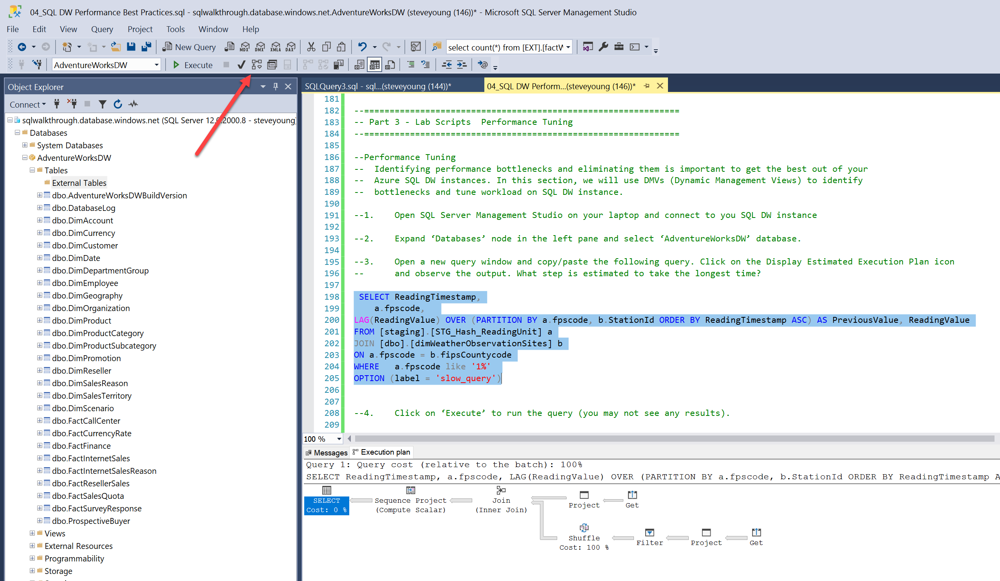 04_SQL DW Performance Best Practices.sql - sqlwalkthrough.database.windows.net.AdventureWorksDW (steveyoung (146))* - Microsoft SQL Server Management Studio
File Edit View Query Project Tools Window Help
New Query MDX DMX XMLA DAX select count(*) from [EXT].[factW
AdventureWorksDW Execute
Object Explorer
Connect
sqlwalkthrough.database.windows.net (SQL Server 12.0.2000.8 - steveyoung)
Databases
System Databases
AdventureWorksDW
Tables
External Tables
dbo.AdventureWorksDWBuildVersion
dbo.DatabaseLog
dbo.DimAccount
dbo.DimCurrency
dbo.DimCustomer
dbo.DimDate
dbo.DimDepartmentGroup
dbo.DimEmployee
dbo.DimGeography
dbo.DimOrganization
dbo.DimProduct
dbo.DimProductCategory
dbo.DimProductSubcategory
dbo.DimPromotion
dbo.DimReseller
dbo.DimSalesReason
dbo.DimSalesTerritory
dbo.DimScenario
dbo.FactCallCenter
dbo.FactCurrencyRate
dbo.FactFinance
dbo.FactInternetSales
dbo.FactInternetSalesReason
dbo.FactResellerSales
dbo.FactSalesQuota
dbo.FactSurveyResponse
dbo.ProspectiveBuyer
Views
External Resources
Programmability
Storage
SQLQuery3.sql - sql...(steveyoung (144))* 04_SQL DW Perform...(steveyoung (146))*
181
182 --==============================================================
183 -- Part 3 - Lab Scripts  Performance Tuning
184 --==============================================================
185
186 --Performance Tuning
187 --  Identifying performance bottlenecks and eliminating them is important to get the best out of your
188 --  Azure SQL DW instances. In this section, we will use DMVs (Dynamic Management Views) to identify
189 --  bottlenecks and tune workload on SQL DW instance.
190
191 --1.    Open SQL Server Management Studio on your laptop and connect to you SQL DW instance
192
193 --2.    Expand ‘Databases’ node in the left pane and select ‘AdventureWorksDW’ database.
194
195 --3.    Open a new query window and copy/paste the following query. Click on the Display Estimated Execution Plan icon
196 --      and observe the output. What step is estimated to take the longest time?
197
198 SELECT ReadingTimestamp,
199 a.fpscode,
200 LAG(ReadingValue) OVER (PARTITION BY a.fpscode, b.StationId ORDER BY ReadingTimestamp ASC) AS PreviousValue, ReadingValue
201 FROM [staging].[STG_Hash_ReadingUnit] a
202 JOIN [dbo].[dimWeatherObservationSites] b
203 ON a.fpscode = b.fipsCountycode
204 WHERE   a.fpscode like '1%'
205 OPTION (label = 'slow_query')
206
207
208 --4.    Click on ‘Execute’ to run the query (you may not see any results).
209
100 %
Messages Execution plan
Query 1: Query cost (relative to the batch): 100%
SELECT ReadingTimestamp, a.fpscode, LAG(ReadingValue) OVER (PARTITION BY a.fpscode, b.StationId ORDER BY ReadingTimestamp A
SELECT
Cost: 0 %
Sequence Project
(Compute Scalar)
Join
(Inner Join)
Project
Get
Shuffle
Cost: 100 %
Filter
Project
Get